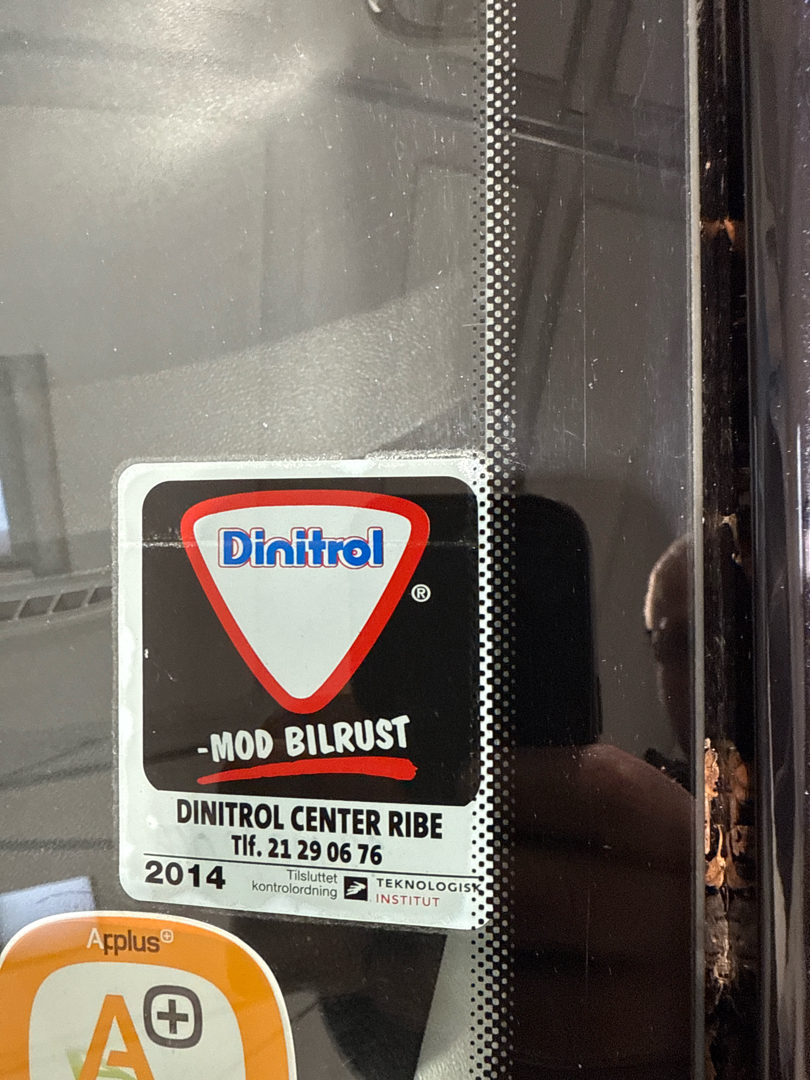 Dinitrol
®
-MOD BILRUST
DINITROL CENTER RIBE
Tlf. 21 29 06 76
2014
Tilsluttet
kontrolordning
TEKNOLOGISK
INSTITUT
Applus+
A+